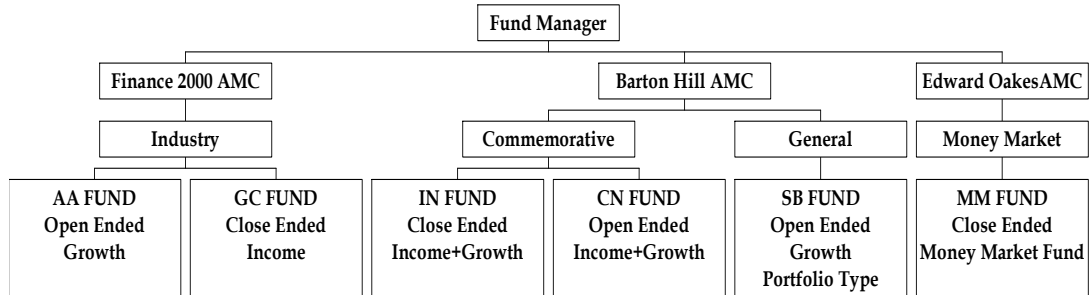 Fund Manager
Finance 2000 AMC
Barton Hill AMC
Edward OakesAMC
Industry
Commemorative
General
Money Market
AA FUND
Open Ended
Growth
GC FUND
Close Ended
Income
IN FUND
Close Ended
Income+Growth
CN FUND
Open Ended
Income+Growth
SB FUND
Open Ended
Growth
Portfolio Type
MM FUND
Close Ended
Money Market Fund